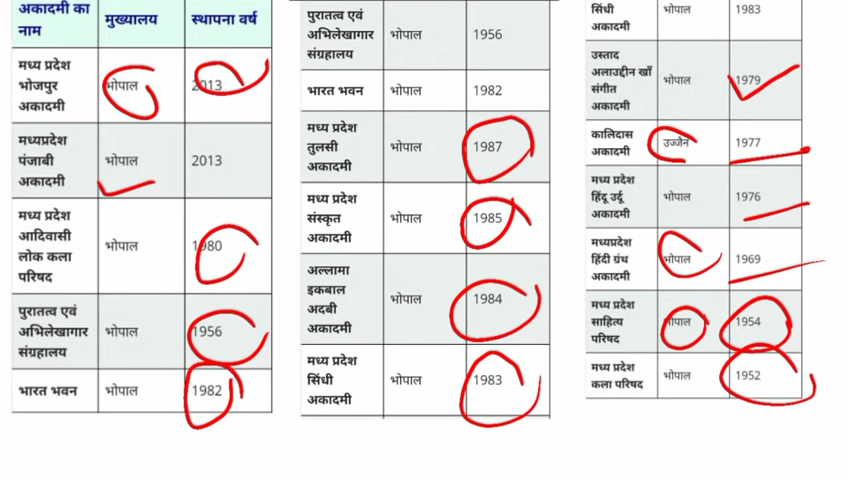 अकादमी का
नाम
मुख्यालय
स्थापना वर्ष
मध्य प्रदेश
भोजपुर
अकादमी
भोपाल
2013
मध्यप्रदेश
पंजाबी
अकादमी
भोपाल
2013
मध्य प्रदेश
आदिवासी
लोक कला
परिषद
भोपाल
1980
पुरातत्व एवं
अभिलेखागार
संग्रहालय
भोपाल
1956
भारत भवन
भोपाल
1982
पुरातत्व एवं
अभिलेखागार
संग्रहालय
भोपाल
1956
भारत भवन
भोपाल
1982
मध्य प्रदेश
तुलसी
अकादमी
भोपाल
1987
मध्य प्रदेश
संस्कृत
अकादमी
भोपाल
1985
अल्लामा
इकबाल
अदबी
अकादमी
भोपाल
1984
मध्य प्रदेश
सिंधी
अकादमी
भोपाल
1983
सिंधी
अकादमी
भोपाल
1983
उस्ताद
अलाउद्दीन खाँ
संगीत
अकादमी
भोपाल
1979
कालिदास
अकादमी
उज्जैन
1977
मध्य प्रदेश
हिंदू उर्दू
अकादमी
भोपाल
1976
मध्यप्रदेश
हिंदी ग्रंथ
अकादमी
भोपाल
1969
मध्य प्रदेश
साहित्य
परिषद
भोपाल
1954
मध्य प्रदेश
कला परिषद
भोपाल
1952